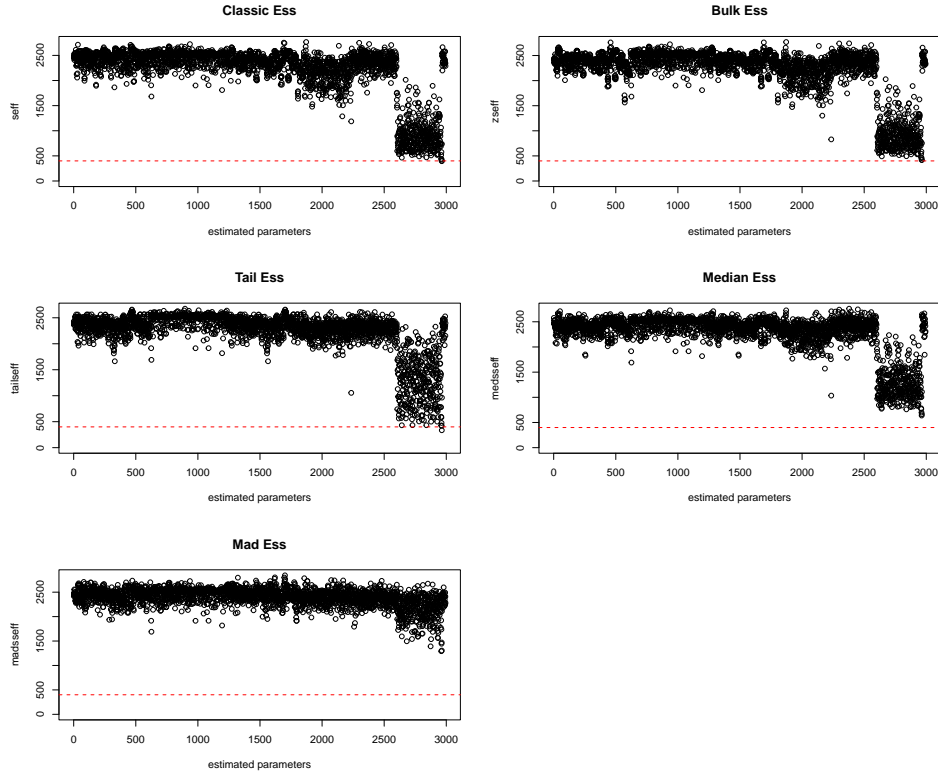 Classic Ess
seff
0 500 1500 2500
0 500 1000 1500 2000 2500 3000
estimated parameters
Bulk Ess
zseff
0 500 1500 2500
0 500 1000 1500 2000 2500 3000
estimated parameters
Tail Ess
tailseff
0 500 1500 2500
0 500 1000 1500 2000 2500 3000
estimated parameters
Median Ess
medsseff
0 500 1500 2500
0 500 1000 1500 2000 2500 3000
estimated parameters
Mad Ess
madsseff
0 500 1500 2500
0 500 1000 1500 2000 2500 3000
estimated parameters